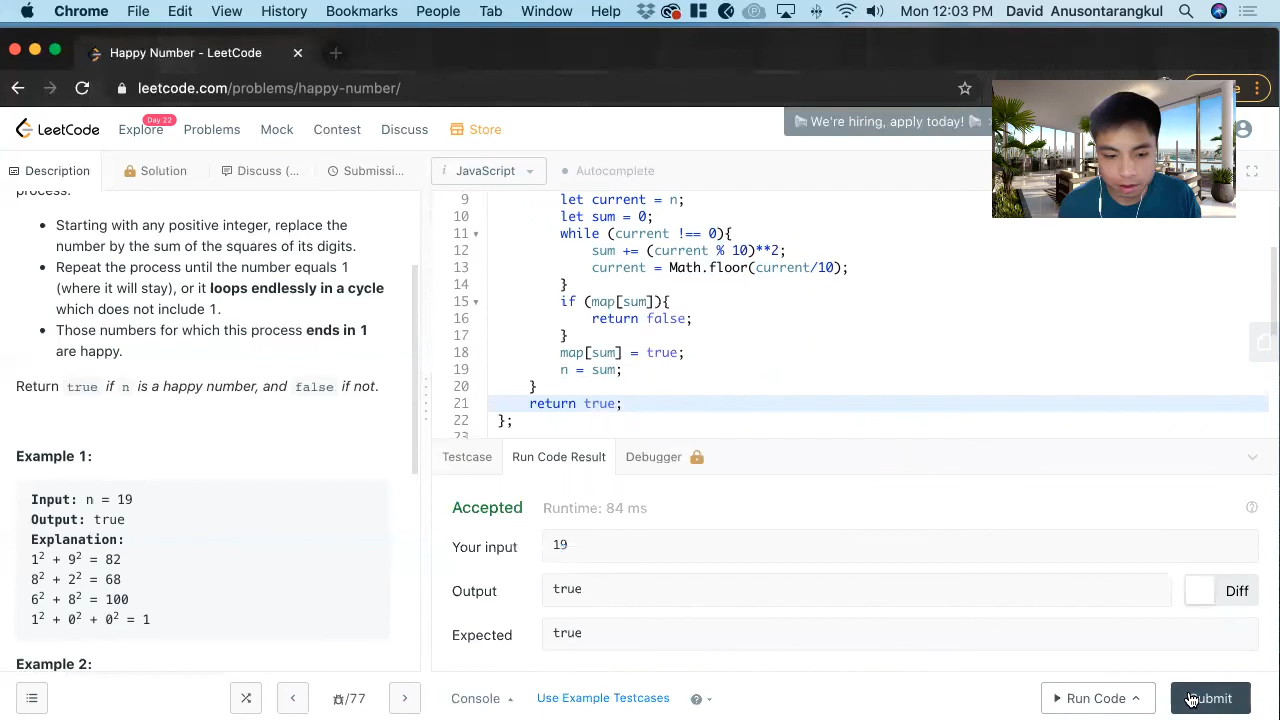 Chrome File Edit View History Bookmarks People Tab Window Help Mon 12:03 PM David Anusontarangkul
Happy Number - LeetCode
leetcode.com/problems/happy-number/
LeetCode Explore Day 22 Problems Mock Contest Discuss Store We're hiring, apply today!
Description Solution Discuss (... Submissi... i JavaScript Autocomplete
process.
• Starting with any positive integer, replace the
number by the sum of the squares of its digits.
• Repeat the process until the number equals 1
(where it will stay), or it loops endlessly in a cycle
which does not include 1.
• Those numbers for which this process ends in 1
are happy.
Return true if n is a happy number, and false if not.
Example 1:
Input: n = 19
Output: true
Explanation:
1² + 9² = 82
8² + 2² = 68
6² + 8² = 100
1² + 0² + 0² = 1
Example 2:
9 let current = n;
10 let sum = 0;
11 while (current !== 0){
12 sum += (current % 10)**2;
13 current = Math.floor(current/10);
14 }
15 if (map[sum]){
16 return false;
17 }
18 map[sum] = true;
19 n = sum;
20 }
21 return true;
22 };
23
Testcase Run Code Result Debugger
Accepted Runtime: 84 ms
Your input 19
Output true Diff
Expected true
/77 Console Use Example Testcases Run Code Submit